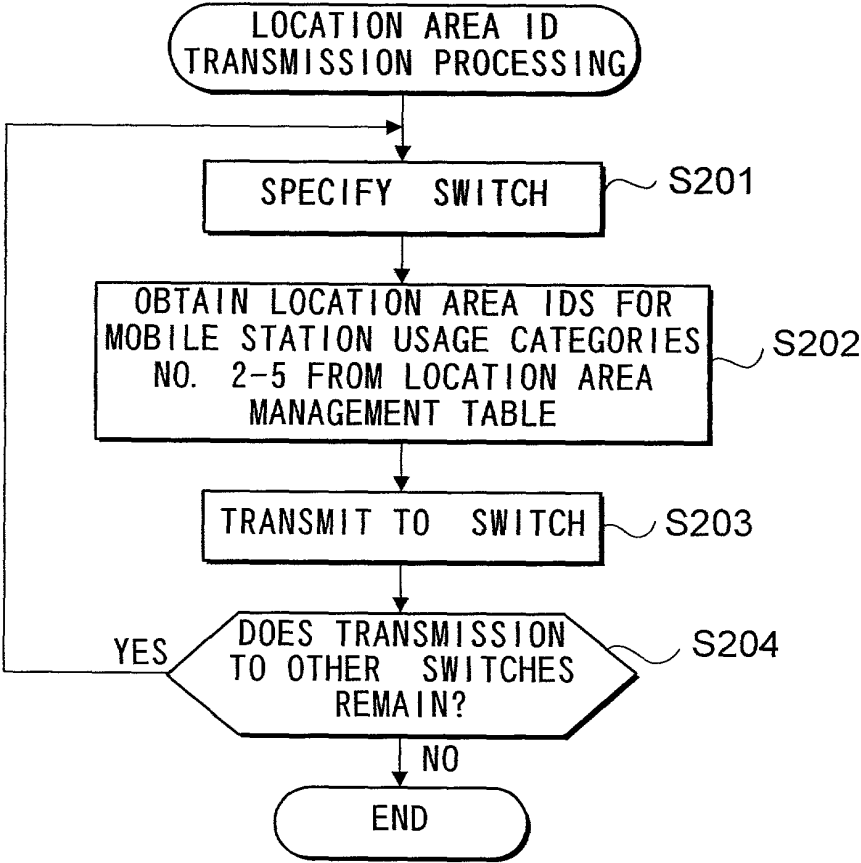 LOCATION AREA ID
TRANSMISSION PROCESSING
SPECIFY SWITCH
S201
OBTAIN LOCATION AREA IDS FOR
MOBILE STATION USAGE CATEGORIES
NO. 2-5 FROM LOCATION AREA
MANAGEMENT TABLE
S202
TRANSMIT TO SWITCH
S203
DOES TRANSMISSION
TO OTHER SWITCHES
REMAIN?
S204
YES
NO
END